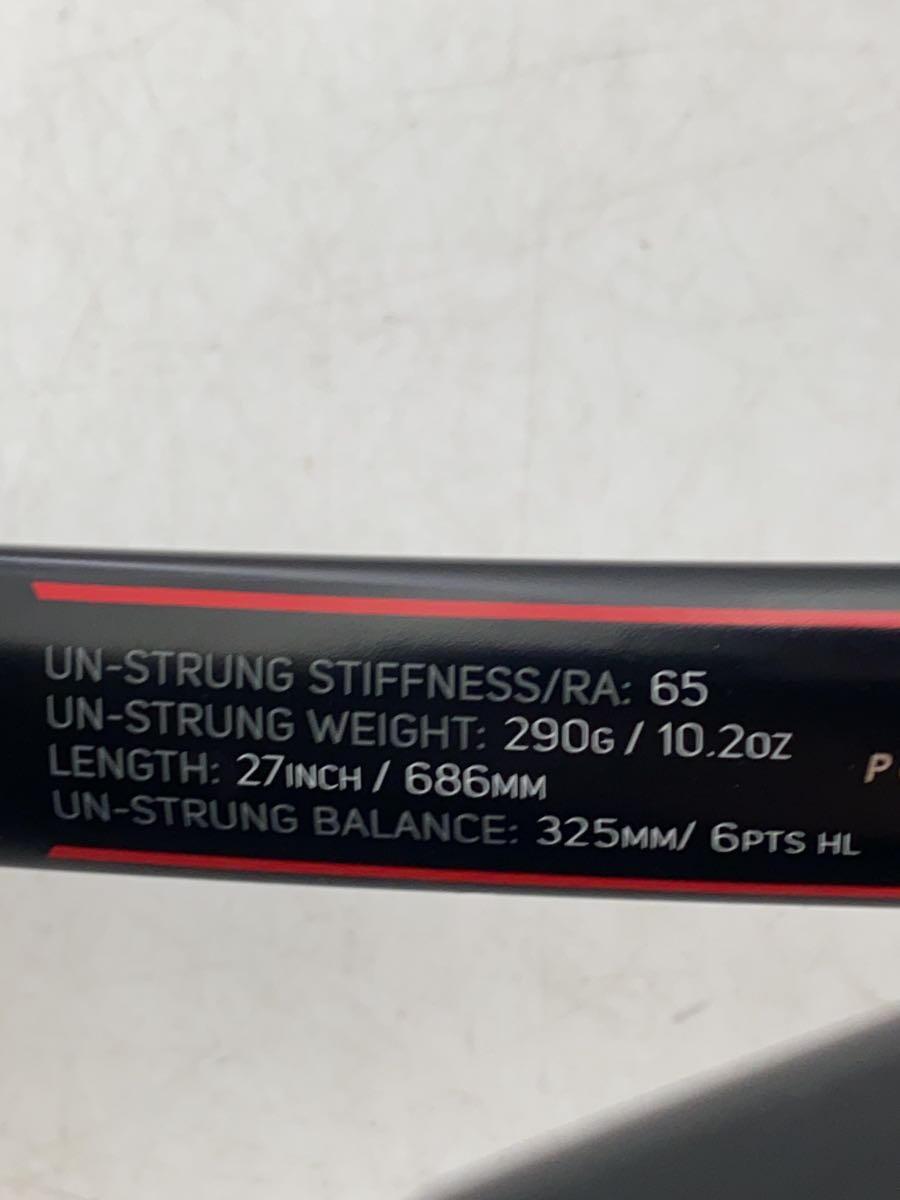 UN-STRUNG STIFFNESS/RA: 65
UN-STRUNG WEIGHT: 290G / 10.2OZ
LENGTH: 27INCH / 686MM
UN-STRUNG BALANCE: 325MM/ 6PTS HL